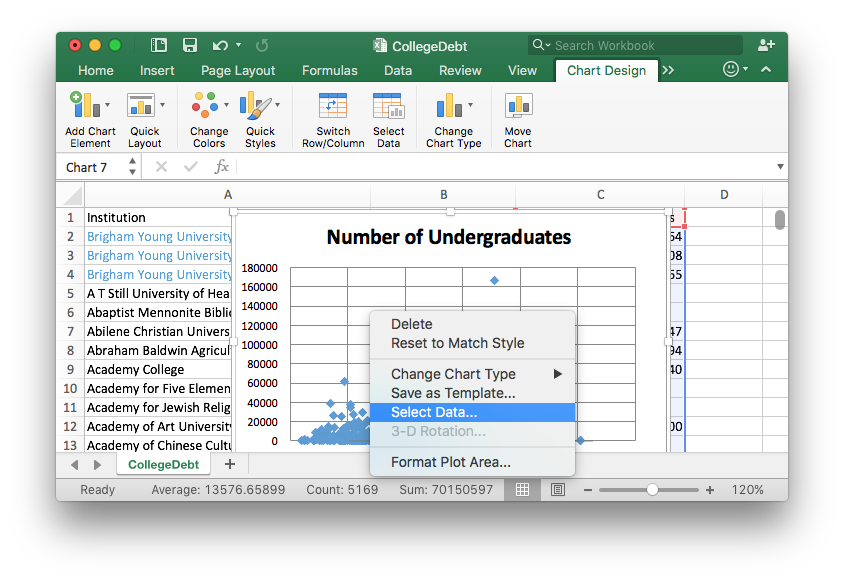 CollegeDebt
Search Workbook
Home Insert Page Layout Formulas Data Review View Chart Design
Add Chart Element
Quick Layout
Change Colors
Quick Styles
Switch Row/Column
Select Data
Change Chart Type
Move Chart
Chart 7
fx
A B C D
1 Institution s
2 Brigham Young University 54
3 Brigham Young University 08
4 Brigham Young University 55
5 A T Still University of Hea
6 Abaptist Mennonite Biblic
7 Abilene Christian Univers 47
8 Abraham Baldwin Agricul 94
9 Academy College 40
10 Academy for Five Elemen
11 Academy for Jewish Relig
12 Academy of Art University 00
13 Academy of Chinese Cultu
Number of Undergraduates
180000
160000
140000
120000
100000
80000
60000
40000
20000
0
Delete
Reset to Match Style
Change Chart Type
Save as Template...
Select Data...
3-D Rotation...
Format Plot Area...
CollegeDebt
Ready Average: 13576.65899 Count: 5169 Sum: 70150597 120%